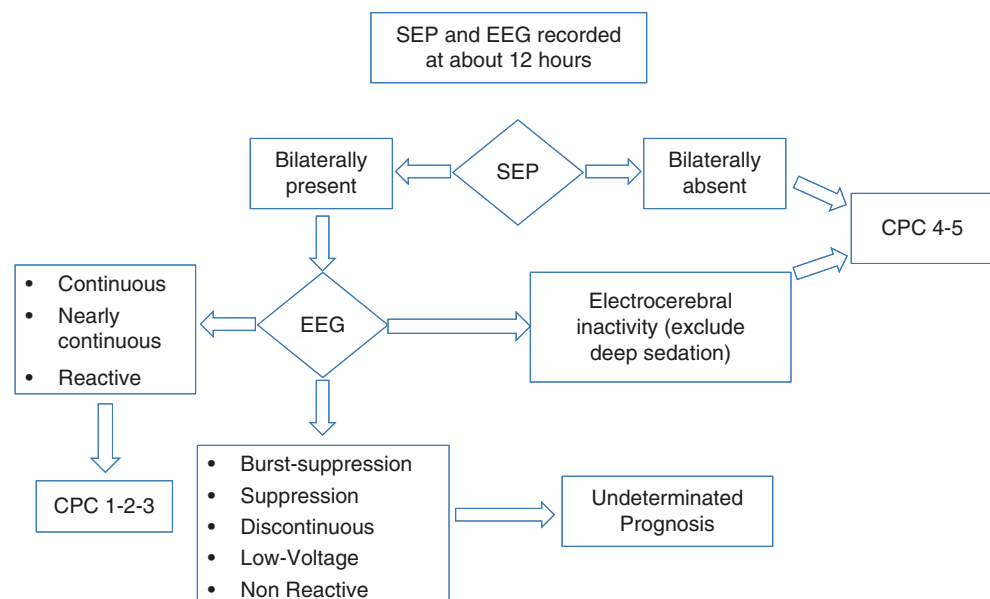 SEP and EEG recorded
at about 12 hours
Bilaterally
present
SEP
Bilaterally
absent
CPC 4-5
• Continuous
• Nearly
continuous
• Reactive
EEG
Electrocerebral
inactivity (exclude
deep sedation)
CPC 1-2-3
• Burst-suppression
• Suppression
• Discontinuous
• Low-Voltage
• Non Reactive
Undeterminated
Prognosis